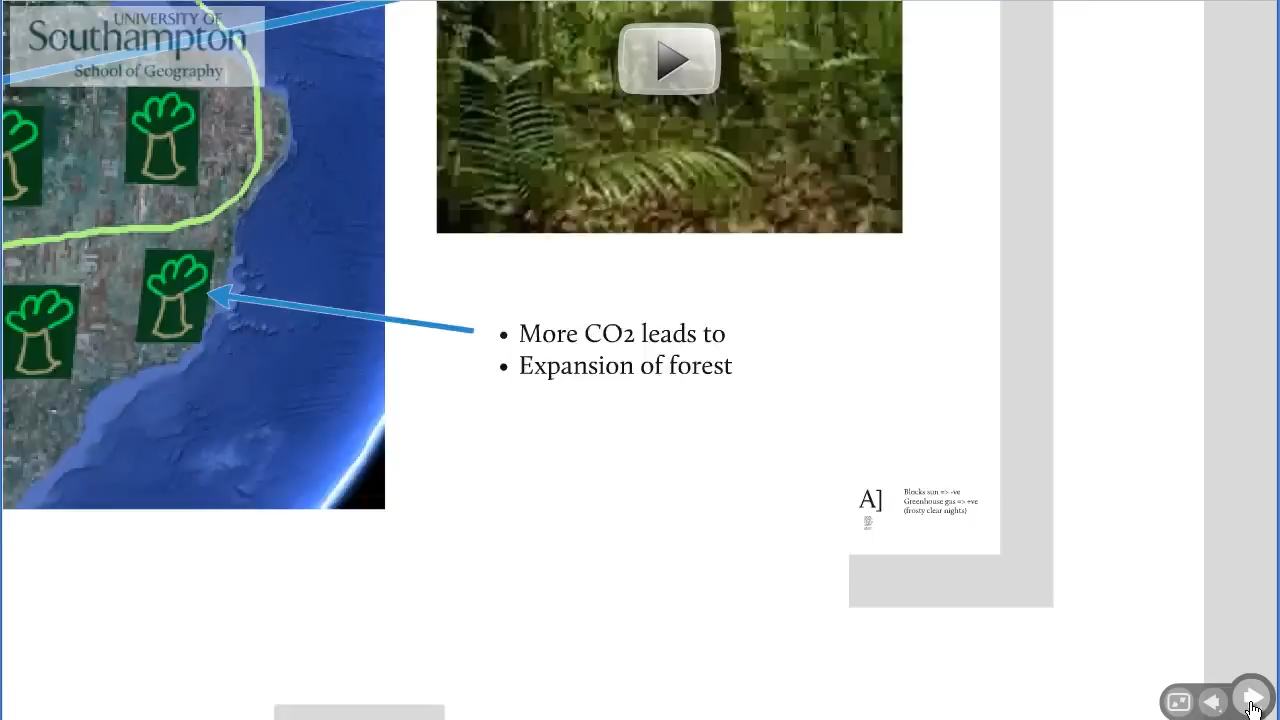 UNIVERSITY OF
Southampton
School of Geography
• More CO2 leads to
• Expansion of forest
A]
Blocks sun => -ve
Greenhouse gas => +ve
(frosty clear nights)